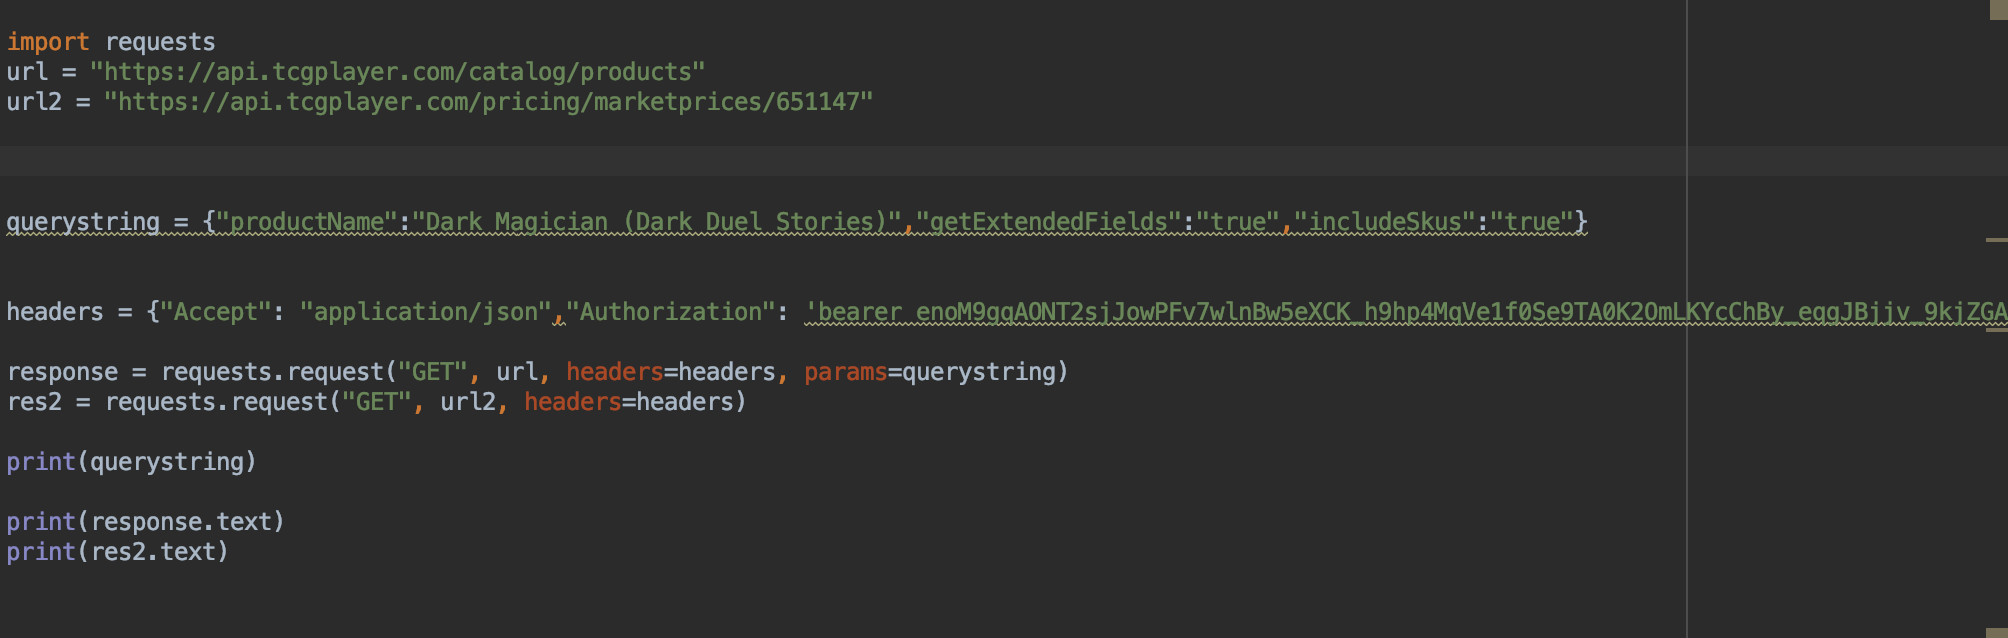 import requests
url = "https://api.tcgplayer.com/catalog/products"
url2 = "https://api.tcgplayer.com/pricing/marketprices/651147"
querystring = {"productName":"Dark Magician (Dark Duel Stories)","getExtendedFields":"true","includeSkus":"true"}
headers = {"Accept": "application/json","Authorization": 'bearer enoM9gqAONT2sjJowPFv7wlnBw5eXCK_h9hp4MqVe1f0Se9TA0K2OmLKYcChBy_eqgJBjjv_9kjZGA
response = requests.request("GET", url, headers=headers, params=querystring)
res2 = requests.request("GET", url2, headers=headers)
print(querystring)
print(response.text)
print(res2.text)